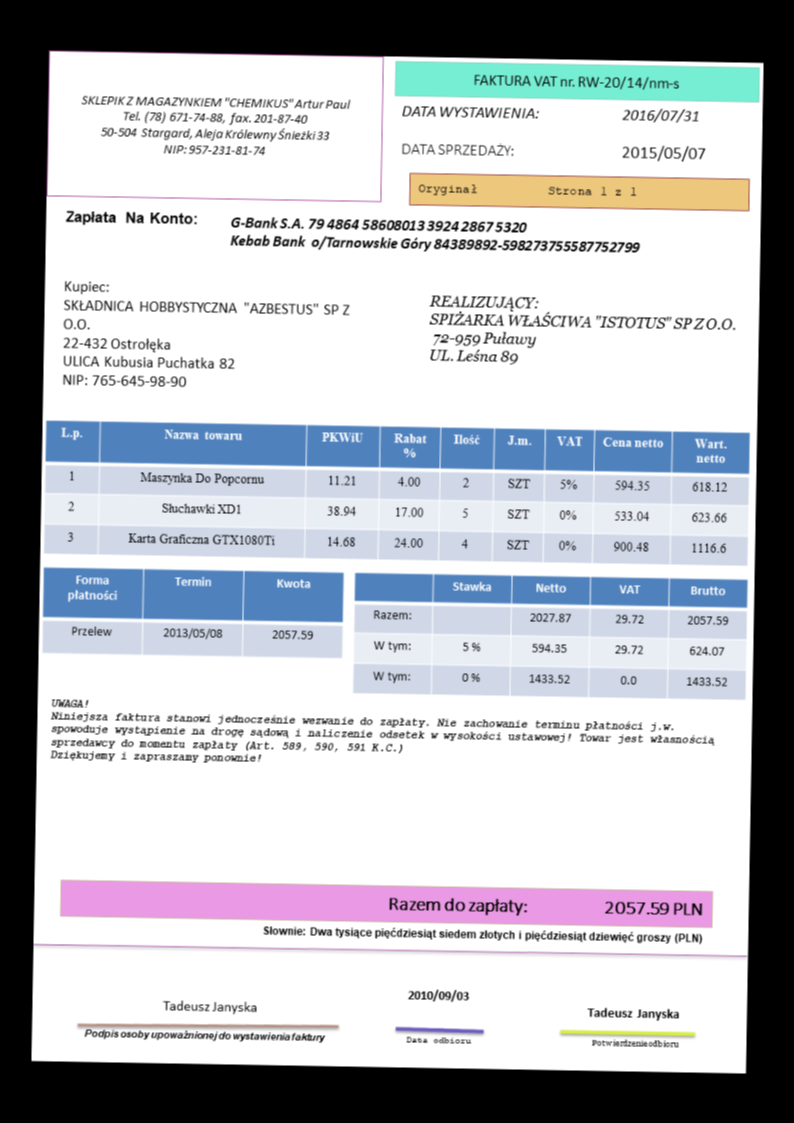 SKLEPIK Z MAGAZYNKIEM "CHEMIKUS" Artur Paul
Tel. (78) 671-74-88, fax. 201-87-40
50-504 Stargard, Aleja Królewny Śnieżki 33
NIP: 957-231-81-74
FAKTURA VAT nr. RW-20/14/nm-s
DATA WYSTAWIENIA: 2016/07/31
DATA SPRZEDAŻY: 2015/05/07
Oryginał Strona 1 z 1
Zapłata Na Konto: G-Bank S.A. 79 4864 58608013 3924 2867 5320
Kebab Bank o/Tarnowskie Góry 84389892-598273755587752799
Kupiec:
SKŁADNICA HOBBYSTYCZNA "AZBESTUS" SP Z
O.O.
22-432 Ostrołęka
ULICA Kubusia Puchatka 82
NIP: 765-645-98-90
REALIZUJĄCY:
SPIŻARKA WŁAŚCIWA "ISTOTUS" SP Z O.O.
72-959 Puławy
UL. Leśna 89
L.p. Nazwa towaru PKWiU Rabat % Ilość J.m. VAT Cena netto Wart. netto
1 Maszynka Do Popcornu 11.21 4.00 2 SZT 5% 594.35 618.12
2 Słuchawki XD1 38.94 17.00 5 SZT 0% 533.04 623.66
3 Karta Graficzna GTX1080Ti 14.68 24.00 4 SZT 0% 900.48 1116.6
Forma płatności Termin Kwota
Przelew 2013/05/08 2057.59
Stawka Netto VAT Brutto
Razem: 2027.87 29.72 2057.59
W tym: 5 % 594.35 29.72 624.07
W tym: 0 % 1433.52 0.0 1433.52
UWAGA!
Niniejsza faktura stanowi jednocześnie wezwanie do zapłaty. Nie zachowanie terminu płatności j.w.
spowoduje wystąpienie na drogę sądową i naliczenie odsetek w wysokości ustawowej! Towar jest własnością
sprzedawcy do momentu zapłaty (Art. 589, 590, 591 K.C.)
Dziękujemy i zapraszamy ponownie!
Razem do zapłaty: 2057.59 PLN
Słownie: Dwa tysiące pięćdziesiąt siedem złotych i pięćdziesiąt dziewięć groszy (PLN)
Tadeusz Janyska
Podpis osoby upoważnionej do wystawienia faktury
2010/09/03
Data odbioru
Tadeusz Janyska
Potwierdzenie odbioru